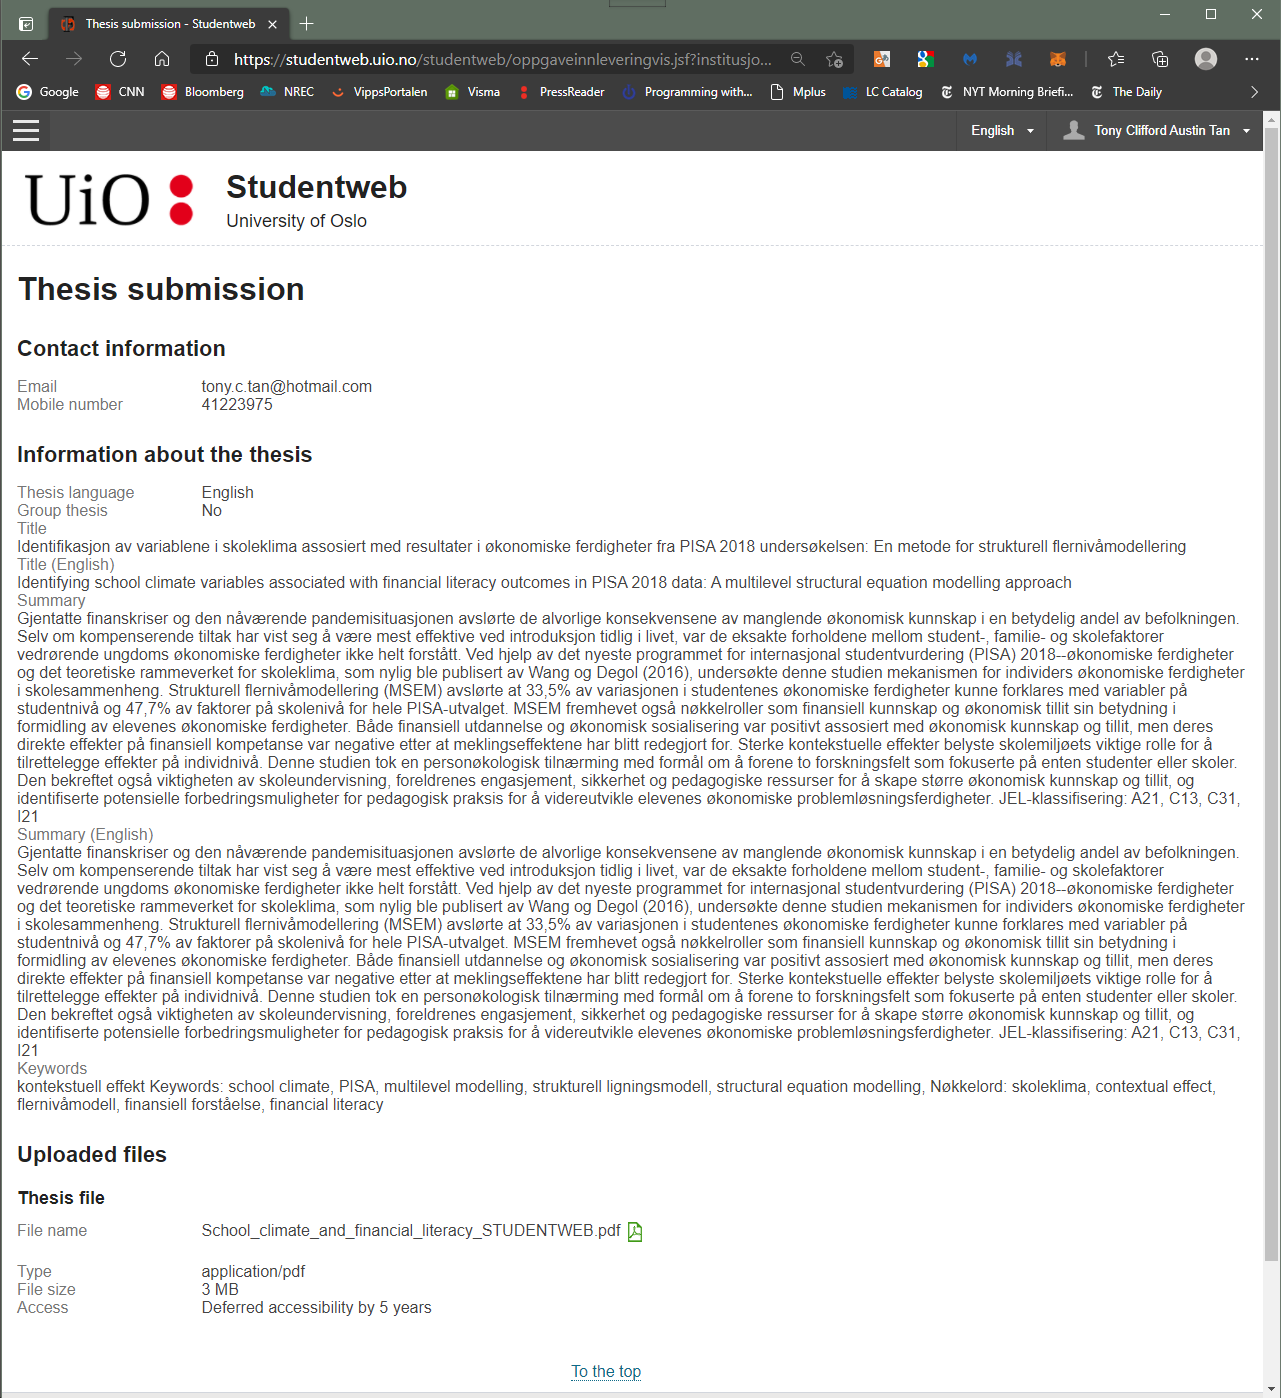 Thesis submission - Studentweb
https://studentweb.uio.no/studentweb/oppgaveinnleveringvis.jsf?institusjo...
Google CNN Bloomberg NREC VippsPortalen Visma PressReader Programming with... Mplus LC Catalog NYT Morning Briefi... The Daily
English Tony Clifford Austin Tan
UiO Studentweb
University of Oslo
Thesis submission
Contact information
Email tony.c.tan@hotmail.com
Mobile number 41223975
Information about the thesis
Thesis language English
Group thesis No
Title
Identifikasjon av variablene i skoleklima assosiert med resultater i økonomiske ferdigheter fra PISA 2018 undersøkelsen: En metode for strukturell flernivåmodellering
Title (English)
Identifying school climate variables associated with financial literacy outcomes in PISA 2018 data: A multilevel structural equation modelling approach
Summary
Gjentatte finanskriser og den nåværende pandemisituasjonen avslørte de alvorlige konsekvensene av manglende økonomisk kunnskap i en betydelig andel av befolkningen.
Selv om kompenserende tiltak har vist seg å være mest effektive ved introduksjon tidlig i livet, var de eksakte forholdene mellom student-, familie- og skolefaktorer
vedrørende ungdoms økonomiske ferdigheter ikke helt forstått. Ved hjelp av det nyeste programmet for internasjonal studentvurdering (PISA) 2018--økonomiske ferdigheter
og det teoretiske rammeverket for skoleklima, som nylig ble publisert av Wang og Degol (2016), undersøkte denne studien mekanismen for individers økonomiske ferdigheter
i skolesammenheng. Strukturell flernivåmodellering (MSEM) avslørte at 33,5% av variasjonen i studentenes økonomiske ferdigheter kunne forklares med variabler på
studentnivå og 47,7% av faktorer på skolenivå for hele PISA-utvalget. MSEM fremhevet også nøkkelroller som finansiell kunnskap og økonomisk tillit sin betydning i
formidling av elevenes økonomiske ferdigheter. Både finansiell utdannelse og økonomisk sosialisering var positivt assosiert med økonomisk kunnskap og tillit, men deres
direkte effekter på finansiell kompetanse var negative etter at meklingseffektene har blitt redegjort for. Sterke kontekstuelle effekter belyste skolemiljøets viktige rolle for å
tilrettelegge effekter på individnivå. Denne studien tok en personøkologisk tilnærming med formål om å forene to forskningsfelt som fokuserte på enten studenter eller skoler.
Den bekreftet også viktigheten av skoleundervisning, foreldrenes engasjement, sikkerhet og pedagogiske ressurser for å skape større økonomisk kunnskap og tillit, og
identifiserte potensielle forbedringsmuligheter for pedagogisk praksis for å videreutvikle elevenes økonomiske problemløsningsferdigheter. JEL-klassifisering: A21, C13, C31,
I21
Summary (English)
Gjentatte finanskriser og den nåværende pandemisituasjonen avslørte de alvorlige konsekvensene av manglende økonomisk kunnskap i en betydelig andel av befolkningen.
Selv om kompenserende tiltak har vist seg å være mest effektive ved introduksjon tidlig i livet, var de eksakte forholdene mellom student-, familie- og skolefaktorer
vedrørende ungdoms økonomiske ferdigheter ikke helt forstått. Ved hjelp av det nyeste programmet for internasjonal studentvurdering (PISA) 2018--økonomiske ferdigheter
og det teoretiske rammeverket for skoleklima, som nylig ble publisert av Wang og Degol (2016), undersøkte denne studien mekanismen for individers økonomiske ferdigheter
i skolesammenheng. Strukturell flernivåmodellering (MSEM) avslørte at 33,5% av variasjonen i studentenes økonomiske ferdigheter kunne forklares med variabler på
studentnivå og 47,7% av faktorer på skolenivå for hele PISA-utvalget. MSEM fremhevet også nøkkelroller som finansiell kunnskap og økonomisk tillit sin betydning i
formidling av elevenes økonomiske ferdigheter. Både finansiell utdannelse og økonomisk sosialisering var positivt assosiert med økonomisk kunnskap og tillit, men deres
direkte effekter på finansiell kompetanse var negative etter at meklingseffektene har blitt redegjort for. Sterke kontekstuelle effekter belyste skolemiljøets viktige rolle for å
tilrettelegge effekter på individnivå. Denne studien tok en personøkologisk tilnærming med formål om å forene to forskningsfelt som fokuserte på enten studenter eller skoler.
Den bekreftet også viktigheten av skoleundervisning, foreldrenes engasjement, sikkerhet og pedagogiske ressurser for å skape større økonomisk kunnskap og tillit, og
identifiserte potensielle forbedringsmuligheter for pedagogisk praksis for å videreutvikle elevenes økonomiske problemløsningsferdigheter. JEL-klassifisering: A21, C13, C31,
I21
Keywords
kontekstuell effekt Keywords: school climate, PISA, multilevel modelling, strukturell ligningsmodell, structural equation modelling, Nøkkelord: skoleklima, contextual effect,
flernivåmodell, finansiell forståelse, financial literacy
Uploaded files
Thesis file
File name School_climate_and_financial_literacy_STUDENTWEB.pdf
Type application/pdf
File size 3 MB
Access Deferred accessibility by 5 years
To the top